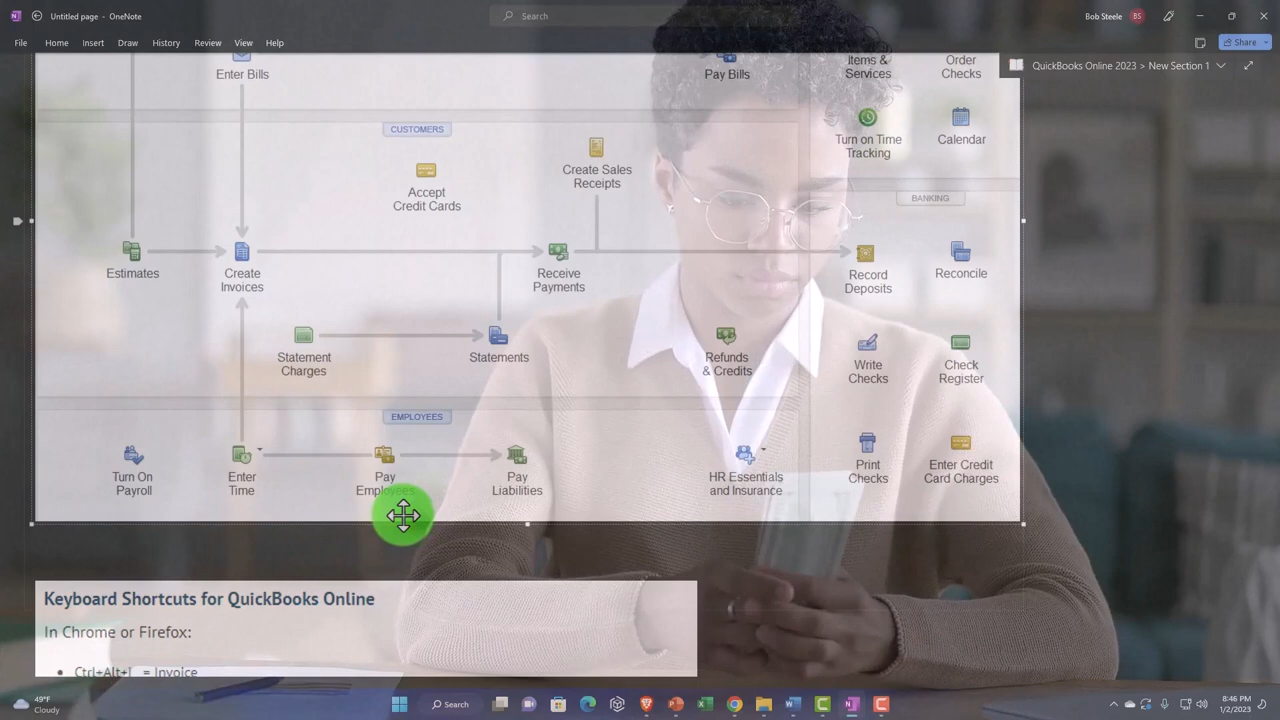 Untitled page - OneNote
Search
Bob Steele
BS
File
Home
Insert
Draw
History
Review
View
Help
Share
QuickBooks Online 2023 > New Section 1
Enter Bills
Pay Bills
Items &
Services
Order
Checks
CUSTOMERS
Turn on Time
Tracking
Calendar
Accept
Credit Cards
Create Sales
Receipts
BANKING
Estimates
Create
Invoices
Receive
Payments
Record
Deposits
Reconcile
Statement
Charges
Statements
Refunds
& Credits
Write
Checks
Check
Register
EMPLOYEES
Turn On
Payroll
Enter
Time
Pay
Employees
Pay
Liabilities
HR Essentials
and Insurance
Print
Checks
Enter Credit
Card Charges
Keyboard Shortcuts for QuickBooks Online
In Chrome or Firefox:
Ctrl+Alt+I = Invoice
49°F
Cloudy
Search
8:46 PM
1/2/2023